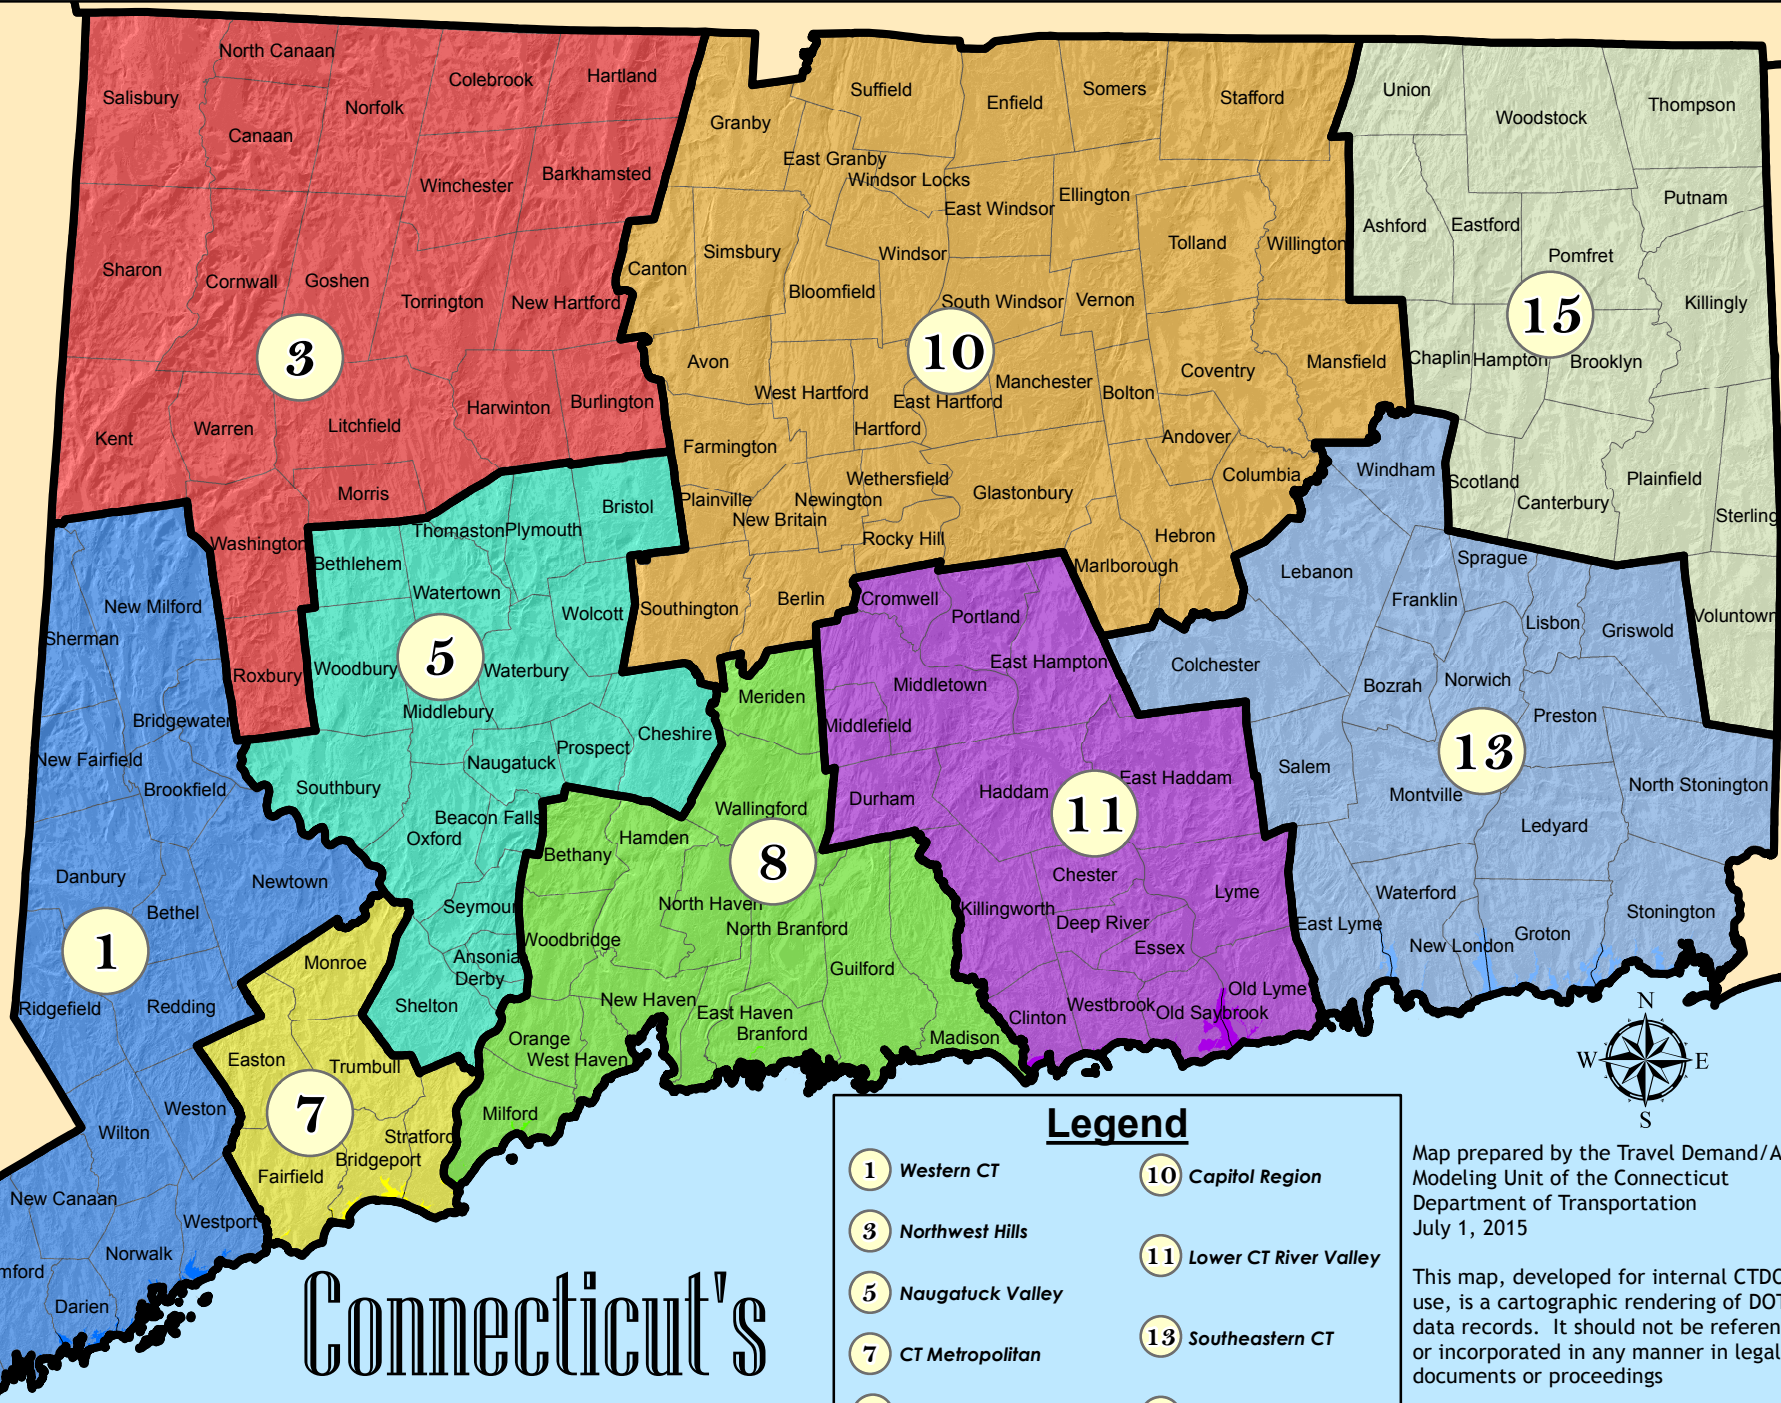 North Canaan
Colebrook
Hartland
Salisbury
Norfolk
Canaan
Winchester
Barkhamsted
Sharon
Cornwall
Goshen
Torrington
New Hartford
3
Kent
Warren
Litchfield
Harwinton
Burlington
Morris
Washington
Roxbury
Suffield
Enfield
Somers
Stafford
Granby
East Granby
Windsor Locks
East Windsor
Ellington
Simsbury
Windsor
Tolland
Willington
Canton
Bloomfield
South Windsor
Vernon
10
Avon
West Hartford
East Hartford
Manchester
Bolton
Coventry
Mansfield
Hartford
Farmington
Andover
Columbia
Wethersfield
Plainville
Newington
Glastonbury
New Britain
Rocky Hill
Hebron
Marlborough
Southington
Berlin
Union
Woodstock
Thompson
Putnam
Ashford
Eastford
Pomfret
Killingly
15
Chaplin
Hampton
Brooklyn
Scotland
Canterbury
Plainfield
Sterling
Voluntown
Bristol
Thomaston
Plymouth
Bethlehem
Watertown
Wolcott
5
Woodbury
Waterbury
Middlebury
Cheshire
Prospect
Naugatuck
Southbury
Beacon Falls
Oxford
Seymour
Ansonia
Derby
Shelton
New Milford
Sherman
Bridgewater
New Fairfield
Brookfield
Danbury
Newtown
Bethel
1
Ridgefield
Redding
Weston
Wilton
New Canaan
Westport
Norwalk
mford
Darien
Monroe
Easton
Trumbull
7
Stratford
Bridgeport
Fairfield
Meriden
Wallingford
Hamden
Bethany
8
North Haven
North Branford
Woodbridge
Guilford
New Haven
East Haven
Branford
Orange
West Haven
Madison
Milford
Cromwell
Portland
East Hampton
Middletown
Middlefield
Durham
Haddam
East Haddam
11
Chester
Lyme
Killingworth
Deep River
Essex
Old Lyme
Westbrook
Old Saybrook
Clinton
Windham
Sprague
Lebanon
Franklin
Lisbon
Griswold
Colchester
Bozrah
Norwich
Preston
13
Salem
Montville
North Stonington
Ledyard
Waterford
Stonington
East Lyme
New London
Groton
N
W
E
S
Connecticut's
Legend
1 Western CT
3 Northwest Hills
5 Naugatuck Valley
7 CT Metropolitan
10 Capitol Region
11 Lower CT River Valley
13 Southeastern CT
Map prepared by the Travel Demand/A
Modeling Unit of the Connecticut
Department of Transportation
July 1, 2015
This map, developed for internal CTDO
use, is a cartographic rendering of DOT
data records.  It should not be referen
or incorporated in any manner in legal
documents or proceedings